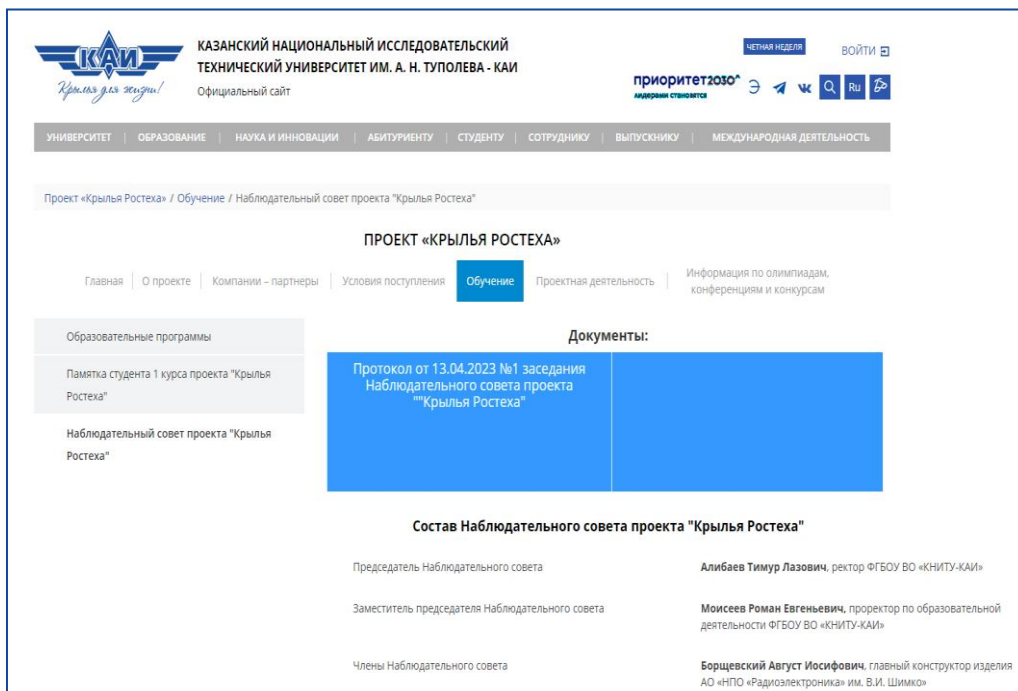 КАИ
Крылья для жизни!
КАЗАНСКИЙ НАЦИОНАЛЬНЫЙ ИССЛЕДОВАТЕЛЬСКИЙ
ТЕХНИЧЕСКИЙ УНИВЕРСИТЕТ ИМ. А. Н. ТУПОЛЕВА - КАИ
Официальный сайт
ЧЕТНАЯ НЕДЕЛЯ
ВОЙТИ
приоритет2030^
лидерами становятся
Ru
УНИВЕРСИТЕТ | ОБРАЗОВАНИЕ | НАУКА И ИННОВАЦИИ | АБИТУРИЕНТУ | СТУДЕНТУ | СОТРУДНИКУ | ВЫПУСКНИКУ | МЕЖДУНАРОДНАЯ ДЕЯТЕЛЬНОСТЬ
Проект «Крылья Ростеха» / Обучение / Наблюдательный совет проекта "Крылья Ростеха"
ПРОЕКТ «КРЫЛЬЯ РОСТЕХА»
Главная | О проекте | Компании – партнеры | Условия поступления | Обучение | Проектная деятельность | Информация по олимпиадам,
конференциям и конкурсам
Образовательные программы
Памятка студента 1 курса проекта "Крылья
Ростеха"
Наблюдательный совет проекта "Крылья
Ростеха"
Документы:
Протокол от 13.04.2023 №1 заседания
Наблюдательного совета проекта
""Крылья Ростеха"
Состав Наблюдательного совета проекта "Крылья Ростеха"
Председатель Наблюдательного совета
Алибаев Тимур Лазович, ректор ФГБОУ ВО «КНИТУ-КАИ»
Заместитель председателя Наблюдательного совета
Моисеев Роман Евгеньевич, проректор по образовательной
деятельности ФГБОУ ВО «КНИТУ-КАИ»
Члены Наблюдательного совета
Борщевский Август Иосифович, главный конструктор изделия
АО «НПО «Радиоэлектроника» им. В.И. Шимко»